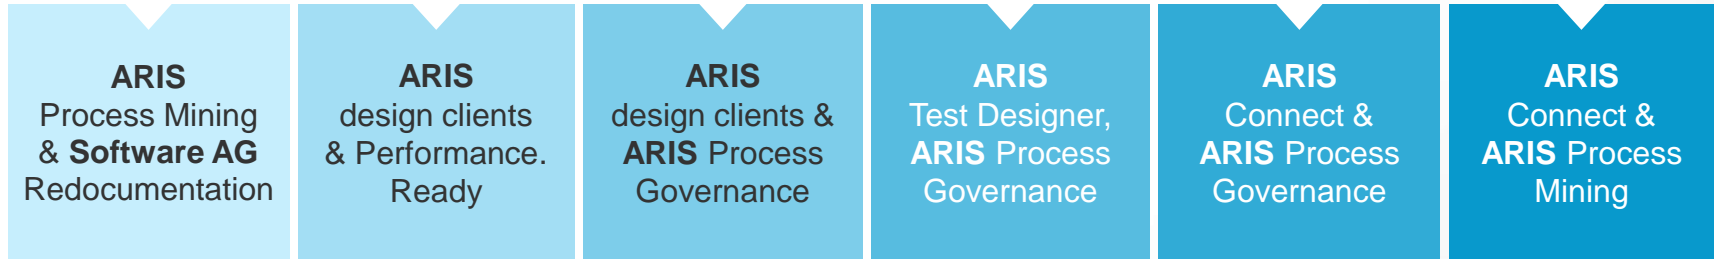 ARIS
Process Mining
& Software AG
Redocumentation
ARIS
design clients
& Performance.
Ready
ARIS
design clients &
ARIS Process
Governance
ARIS
Test Designer,
ARIS Process
Governance
ARIS
Connect &
ARIS Process
Governance
ARIS
Connect &
ARIS Process
Mining